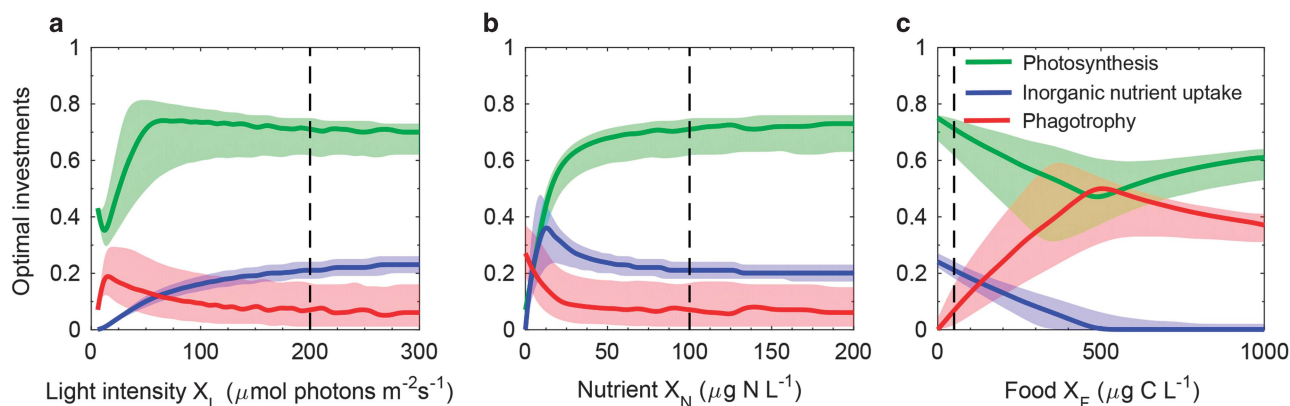 a
b
c
Optimal investments
1
0.8
0.6
0.4
0.2
0
0 100 200 300
Light intensity X_L (μmol photons m⁻²s⁻¹)
1
0.8
0.6
0.4
0.2
0
0 50 100 150 200
Nutrient X_N (μg N L⁻¹)
1
0.8
0.6
0.4
0.2
0
0 500 1000
Food X_F (μg C L⁻¹)
Photosynthesis
Inorganic nutrient uptake
Phagotrophy